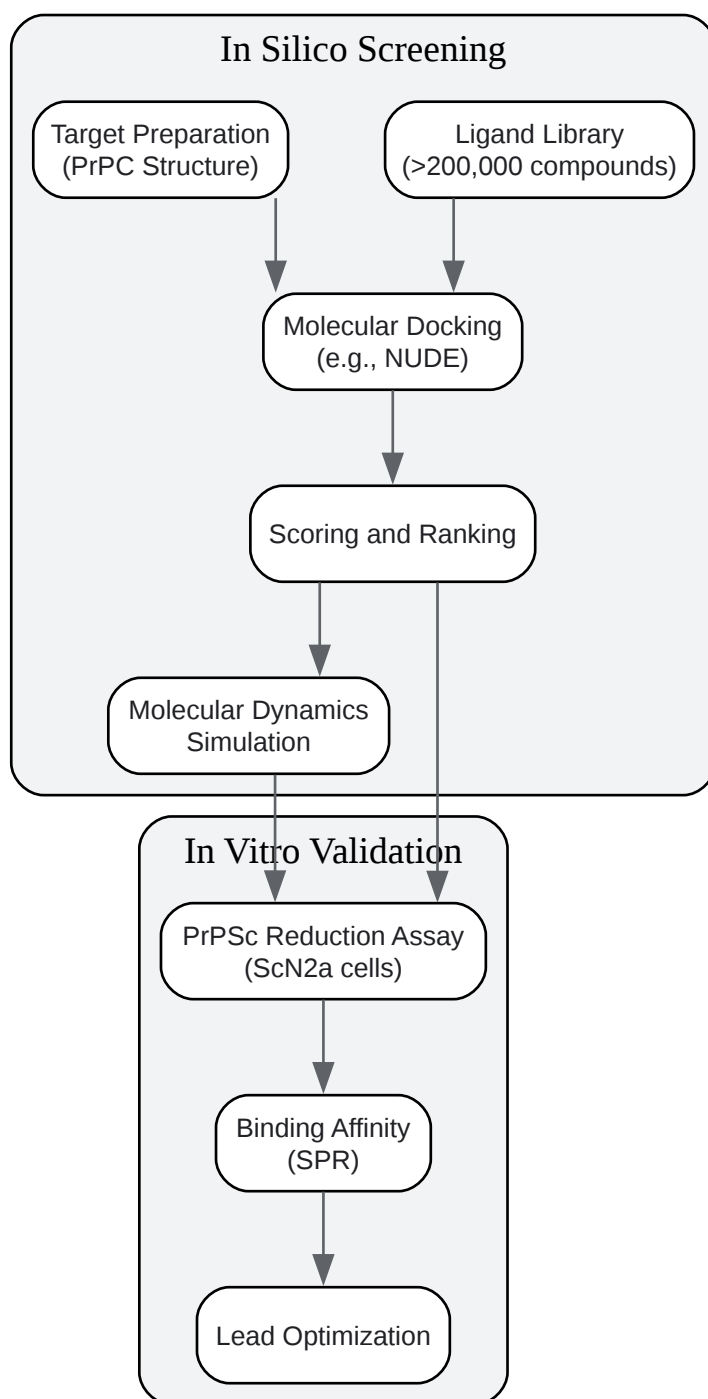 In Silico Screening
Target Preparation
(PrPC Structure)
Ligand Library
(>200,000 compounds)
Molecular Docking
(e.g., NUDE)
Scoring and Ranking
Molecular Dynamics
Simulation
In Vitro Validation
PrPSc Reduction Assay
(ScN2a cells)
Binding Affinity
(SPR)
Lead Optimization